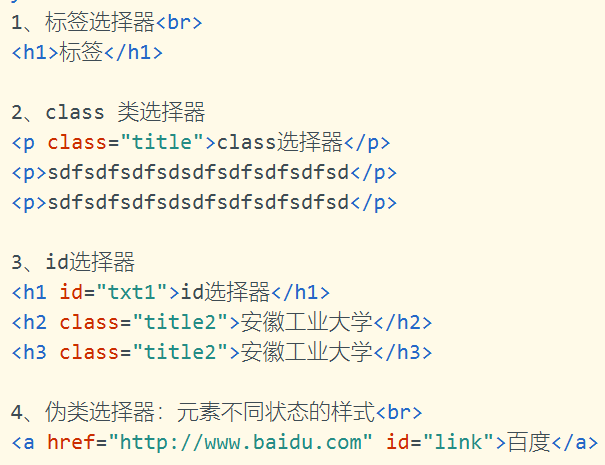 1、标签选择器<br>
<h1>标签</h1>
2、class 类选择器
<p class="title">class选择器</p>
<p>sdfsdfsdfsdsdfsdfsdfsdfsd</p>
<p>sdfsdfsdfsdsdfsdfsdfsdfsd</p>
3、id选择器
<h1 id="txt1">id选择器</h1>
<h2 class="title2">安徽工业大学</h2>
<h3 class="title2">安徽工业大学</h3>
4、伪类选择器：元素不同状态的样式<br>
<a href="http://www.baidu.com" id="link">百度</a>